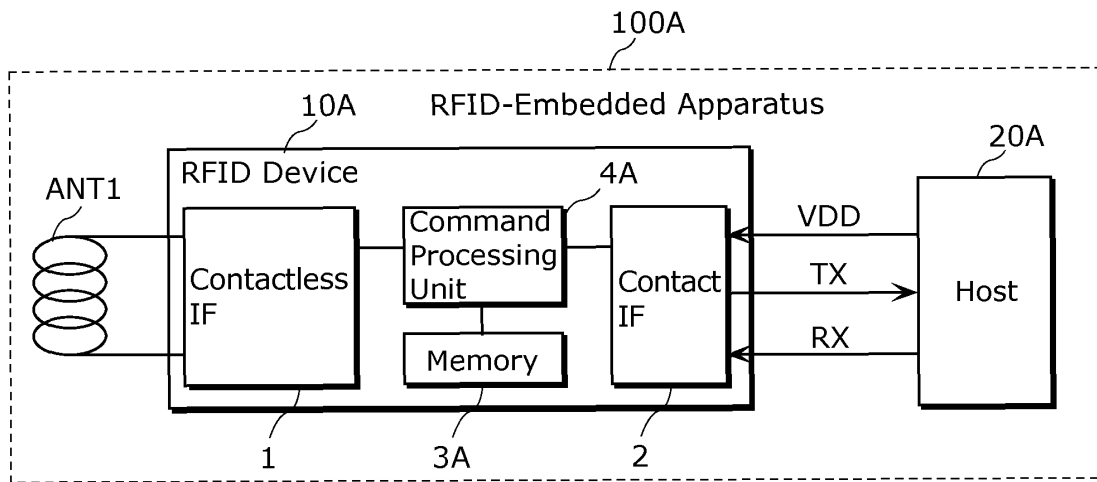 100A
RFID-Embedded Apparatus
10A
20A
RFID Device
4A
ANT1
Command
Processing
Unit
VDD
Contactless
IF
Contact
IF
TX
Host
RX
Memory
1
3A
2